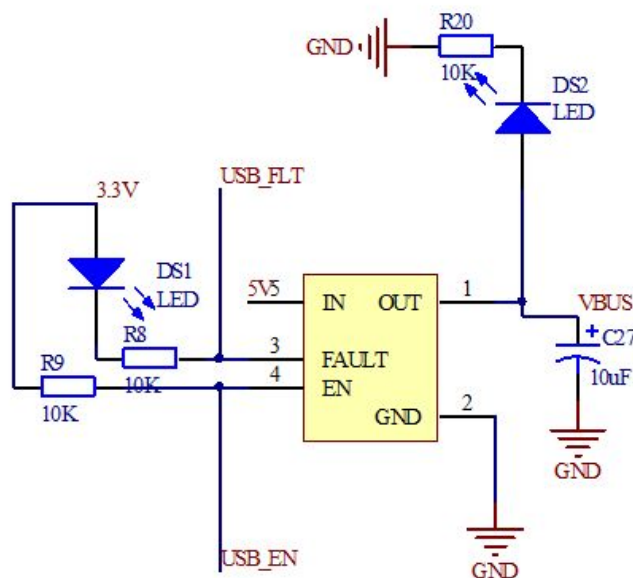 R20
GND
10K
DS2
LED
3.3V
USB_FLT
DS1
LED
5V5
IN
OUT
1
VBUS
R8
3
FAULT
C27
R9
10K
4
EN
10uF
10K
GND
2
GND
USB_EN
GND